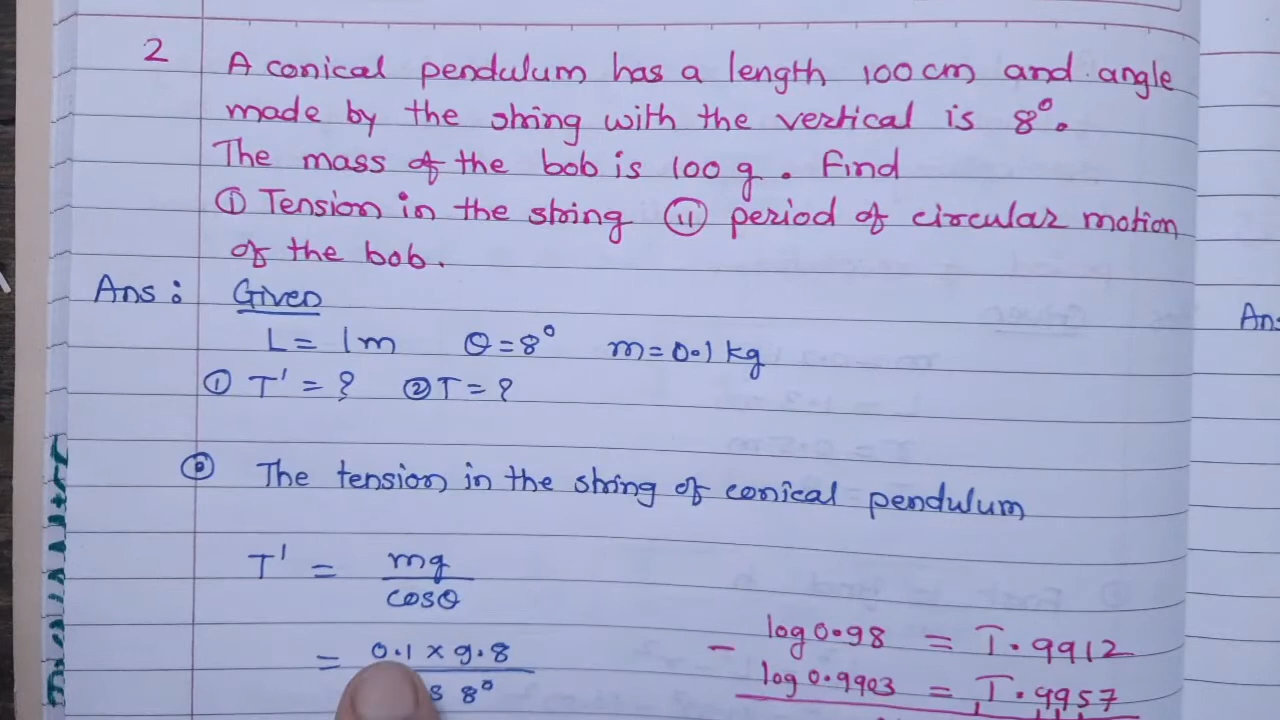 2 A conical pendulum has a length 100 cm and angle
made by the string with the vertical is 8°.
The mass of the bob is 100 g. Find
① Tension in the string ⑪ period of circular motion
of the bob.
Ans : Given
L = 1m θ = 8° m = 0.1 kg
① T' = ? ② T = ?
The tension in the string of conical pendulum
T' = mg
cosθ
- log 0.98 = 1̅.9912
= 0.1 × 9.8
log 0.9903 = 1̅.9957
s 8°
An